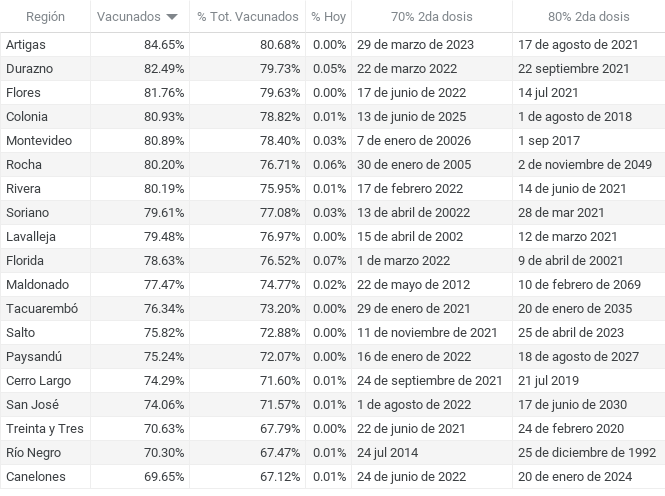 Región Vacunados % Tot. Vacunados % Hoy 70% 2da dosis 80% 2da dosis
Artigas 84.65% 80.68% 0.00% 29 de marzo de 2023 17 de agosto de 2021
Durazno 82.49% 79.73% 0.05% 22 de marzo 2022 22 septiembre 2021
Flores 81.76% 79.63% 0.00% 17 de junio de 2022 14 jul 2021
Colonia 80.93% 78.82% 0.01% 13 de junio de 2025 1 de agosto de 2018
Montevideo 80.89% 78.40% 0.03% 7 de enero de 20026 1 sep 2017
Rocha 80.20% 76.71% 0.06% 30 de enero de 2005 2 de noviembre de 2049
Rivera 80.19% 75.95% 0.01% 17 de febrero 2022 14 de junio de 2021
Soriano 79.61% 77.08% 0.03% 13 de abril de 20022 28 de mar 2021
Lavalleja 79.48% 76.97% 0.00% 15 de abril de 2002 12 de marzo 2021
Florida 78.63% 76.52% 0.07% 1 de marzo 2022 9 de abril de 20021
Maldonado 77.47% 74.77% 0.02% 22 de mayo de 2012 10 de febrero de 2069
Tacuarembó 76.34% 73.20% 0.00% 29 de enero de 2021 20 de enero de 2035
Salto 75.82% 72.88% 0.00% 11 de noviembre de 2021 25 de abril de 2023
Paysandú 75.24% 72.07% 0.00% 16 de enero de 2022 18 de agosto de 2027
Cerro Largo 74.29% 71.60% 0.01% 24 de septiembre de 2021 21 jul 2019
San José 74.06% 71.57% 0.01% 1 de agosto de 2022 17 de junio de 2030
Treinta y Tres 70.63% 67.79% 0.00% 22 de junio de 2021 24 de febrero 2020
Río Negro 70.30% 67.47% 0.01% 24 jul 2014 25 de diciembre de 1992
Canelones 69.65% 67.12% 0.01% 24 de junio de 2022 20 de enero de 2024